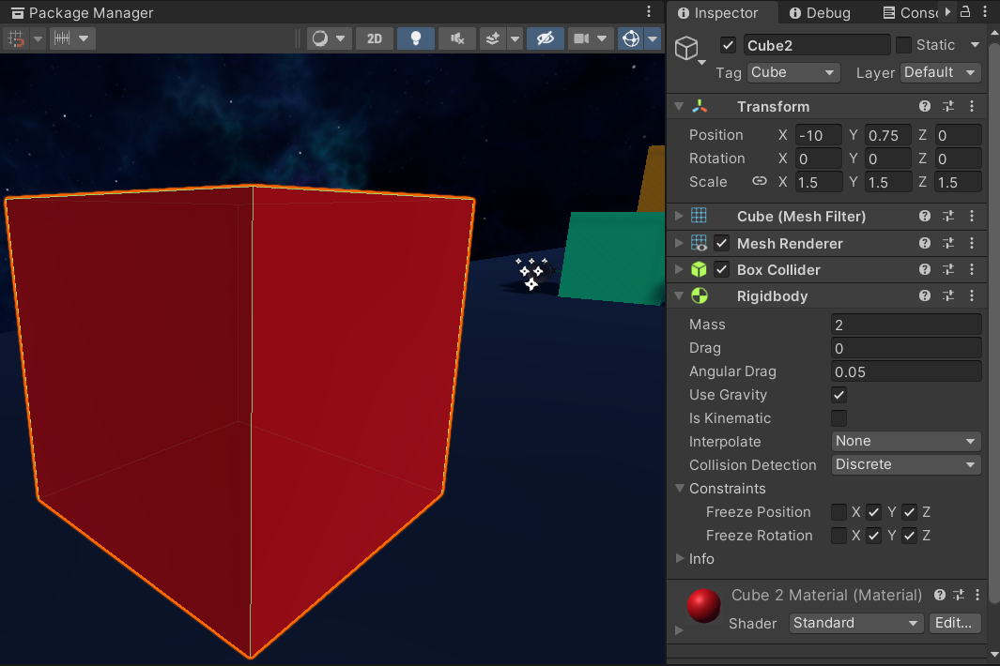 Package Manager
2D
Inspector
Debug
Consc
Cube2
Static
Tag Cube Layer Default
Transform
Position X -10 Y 0.75 Z 0
Rotation X 0 Y 0 Z 0
Scale X 1.5 Y 1.5 Z 1.5
Cube (Mesh Filter)
Mesh Renderer
Box Collider
Rigidbody
Mass 2
Drag 0
Angular Drag 0.05
Use Gravity
Is Kinematic
Interpolate None
Collision Detection Discrete
Constraints
Freeze Position X Y Z
Freeze Rotation X Y Z
Info
Cube 2 Material (Material)
Shader Standard Edit...